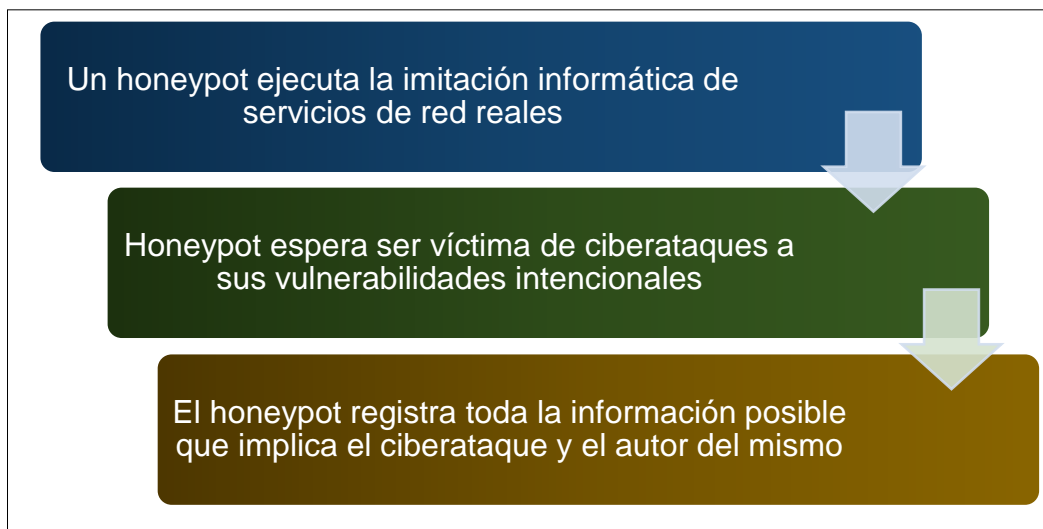 Un honeypot ejecuta la imitación informática de
servicios de red reales
Honeypot espera ser víctima de ciberataques a
sus vulnerabilidades intencionales
El honeypot registra toda la información posible
que implica el ciberataque y el autor del mismo